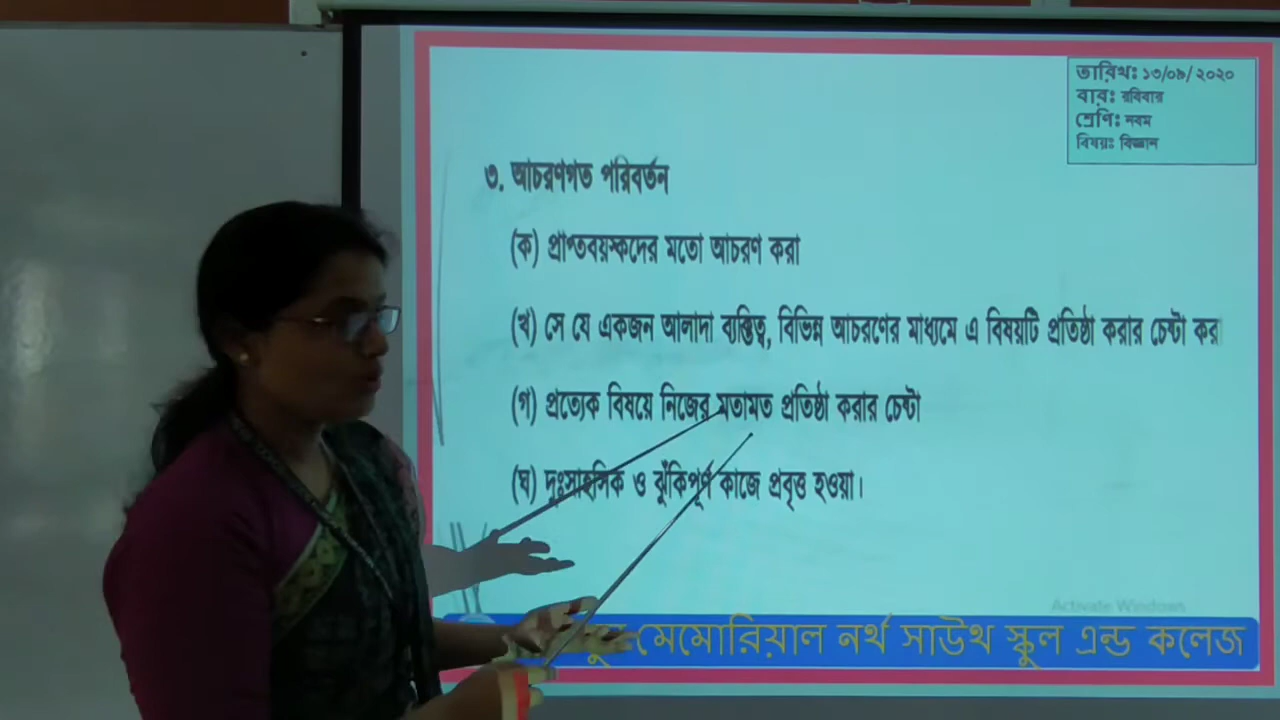 তারিখঃ ১৩/০৯/২০২০
বারঃ রবিবার
শ্রেণিঃ নবম
বিষয়ঃ বিজ্ঞান
৩. আচরণগত পরিবর্তন
(ক) প্রাপ্তবয়স্কদের মতো আচরণ করা
(খ) সে যে একজন আলাদা ব্যক্তিত্ব, বিভিন্ন আচরণের মাধ্যমে এ বিষয়টি প্রতিষ্ঠা করার চেষ্টা কর
(গ) প্রত্যেক বিষয়ে নিজের মতামত প্রতিষ্ঠা করার চেষ্টা
(ঘ) দুঃসাহসিক ও ঝুঁকিপূর্ণ কাজে প্রবৃত্ত হওয়া।
Activate Windows
মেমোরিয়াল নর্থ সাউথ স্কুল এন্ড কলেজ